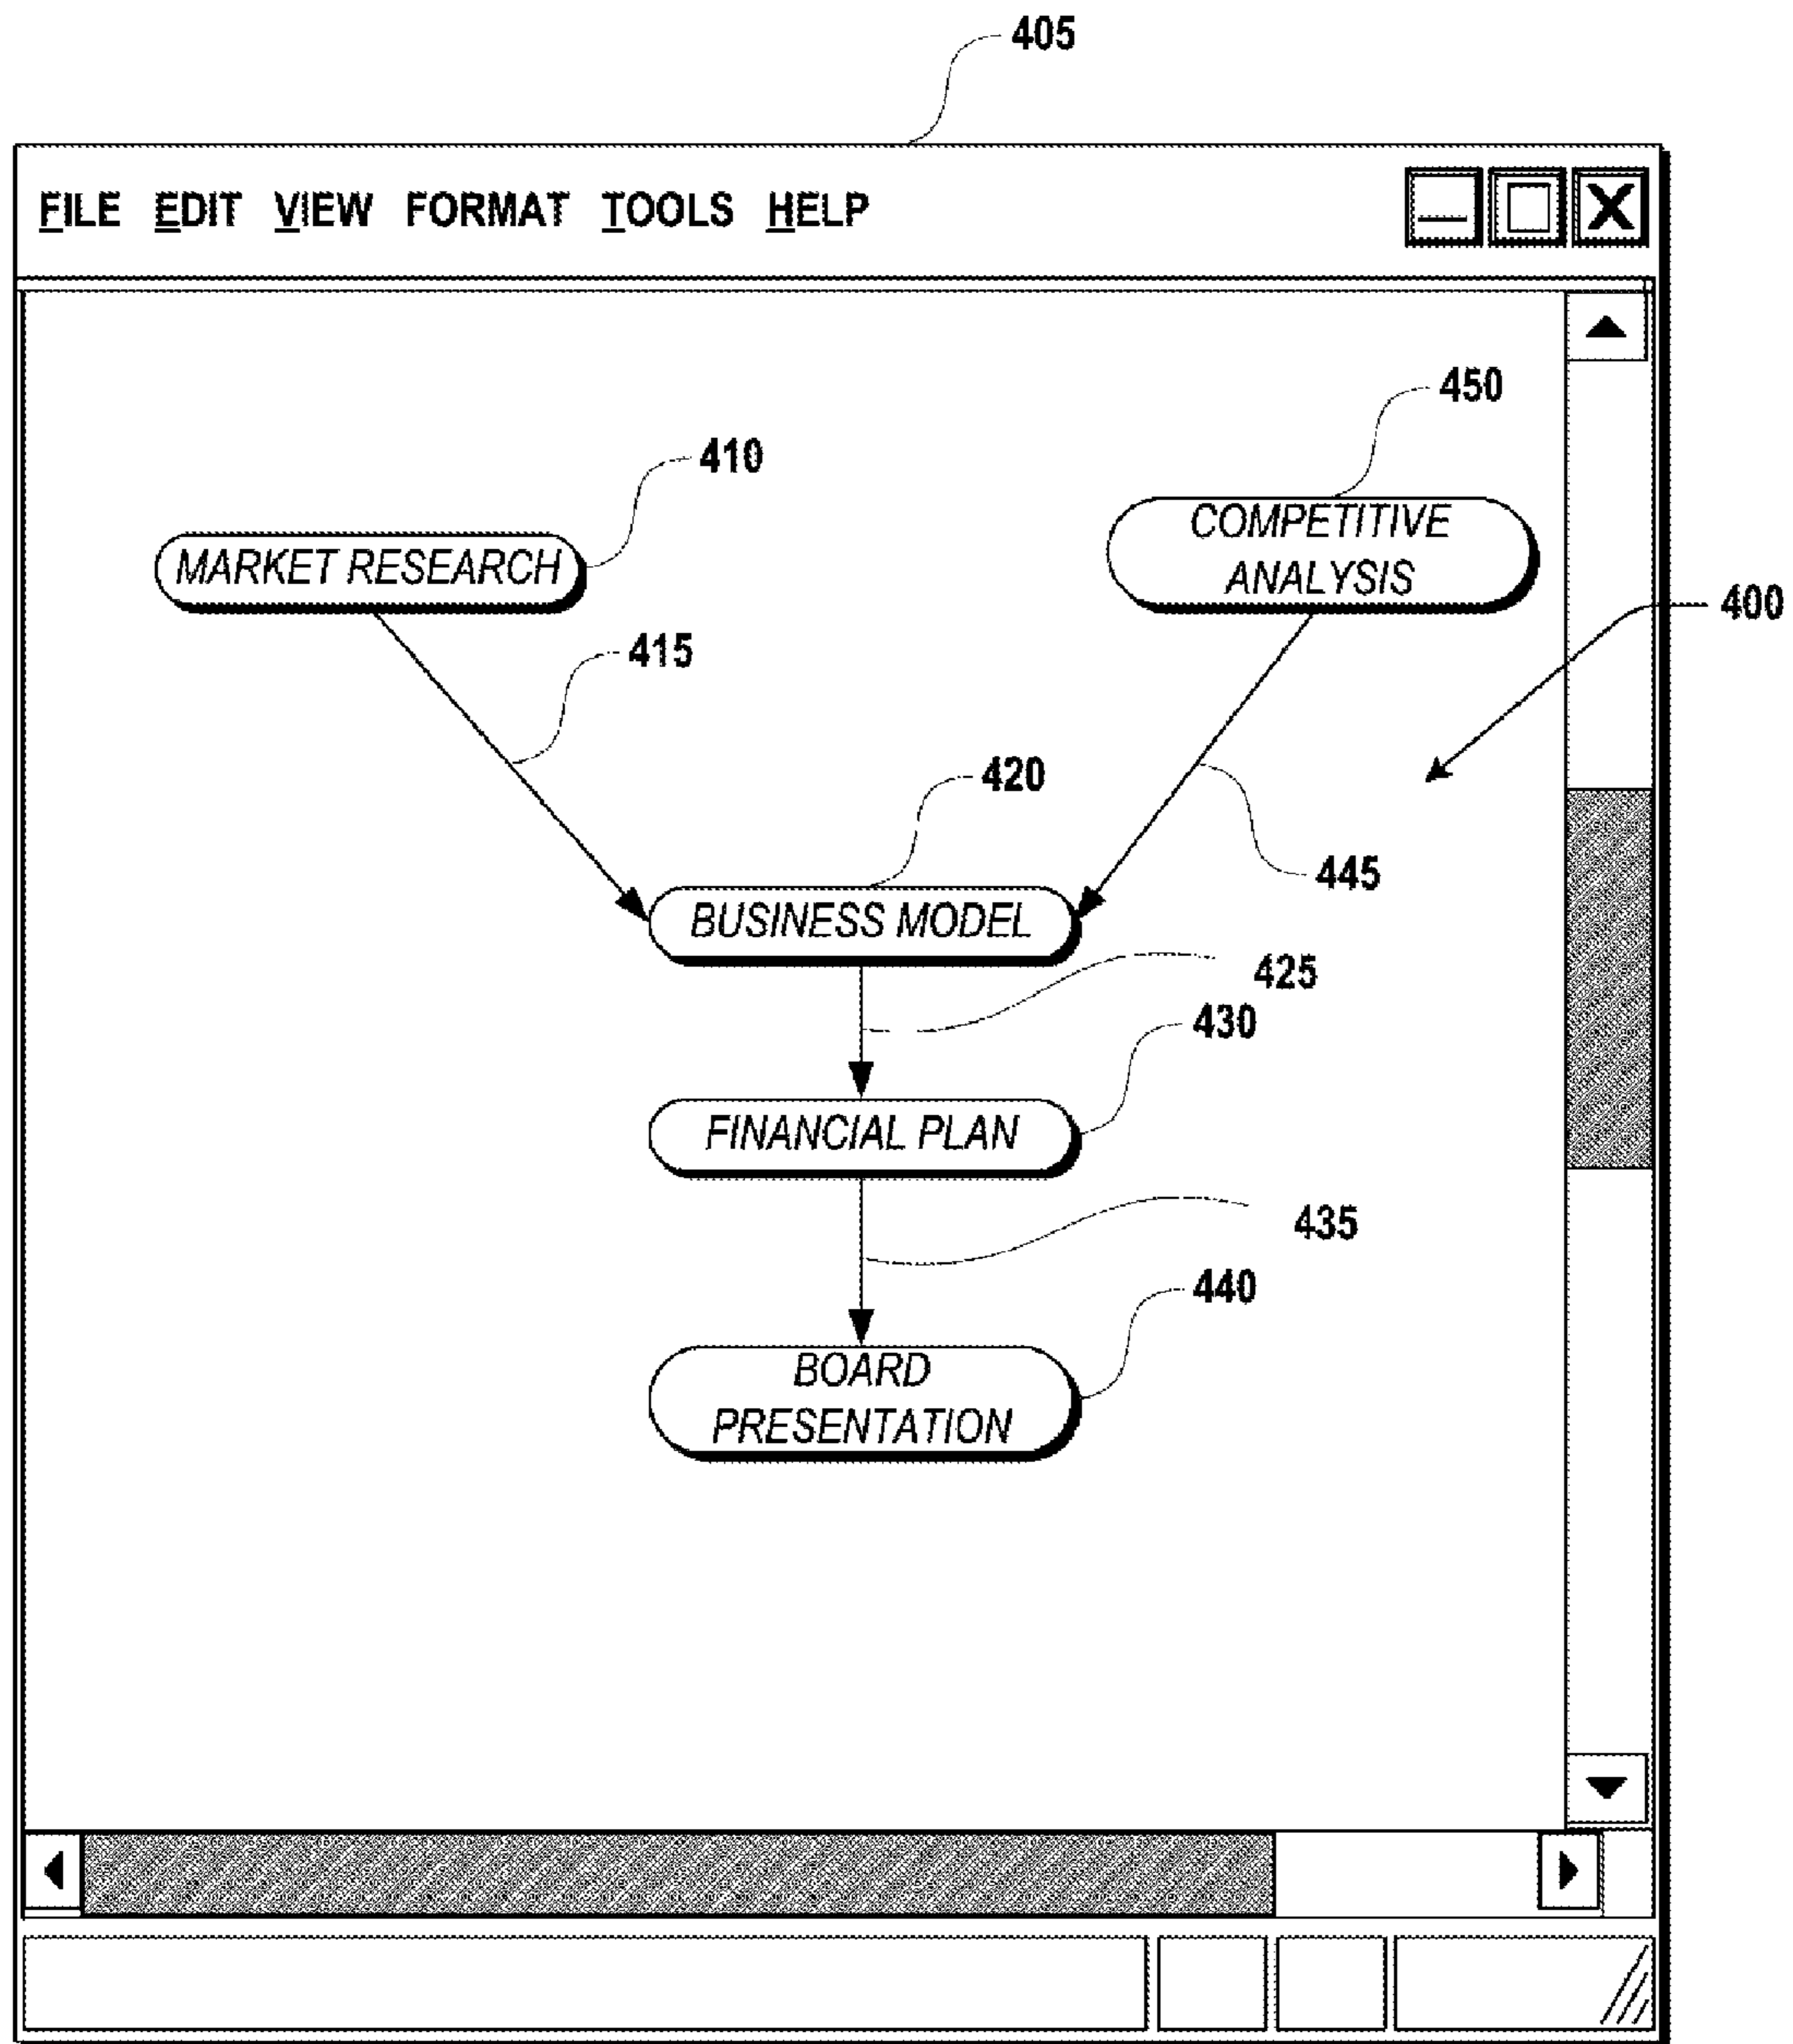 405
FILE EDIT VIEW FORMAT TOOLS HELP
450
410
COMPETITIVE
ANALYSIS
MARKET RESEARCH
400
415
420
445
BUSINESS MODEL
425
430
FINANCIAL PLAN
435
440
BOARD
PRESENTATION